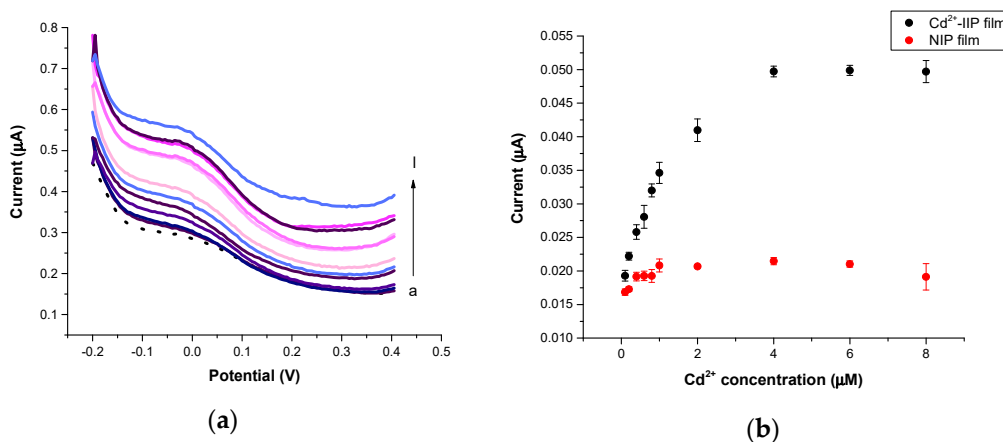 0.8
0.7
0.6
0.5
0.4
0.3
0.2
0.1
Current (µA)
-0.2 -0.1 0.0 0.1 0.2 0.3 0.4 0.5
Potential (V)
l
a
(a)
Cd²⁺-IIP film
NIP film
0.055
0.050
0.045
0.040
0.035
0.030
0.025
0.020
0.015
0.010
Current (µA)
0 2 4 6 8
Cd²⁺ concentration (µM)
(b)